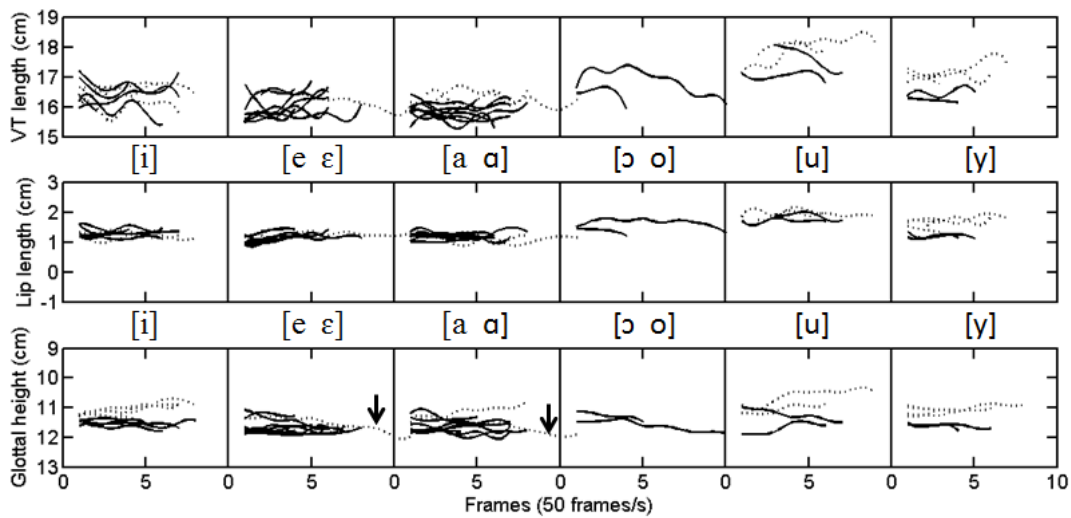 VT length (cm)
19
18
17
16
15
[i] [e ɛ] [a ɑ] [ɔ o] [u] [y]
Lip length (cm)
3
2
1
0
-1
[i] [e ɛ] [a ɑ] [ɔ o] [u] [y]
Glottal height (cm)
9
10
11
12
13
0 5 0 5 0 5 0 5 0 5 0 5 10
Frames (50 frames/s)